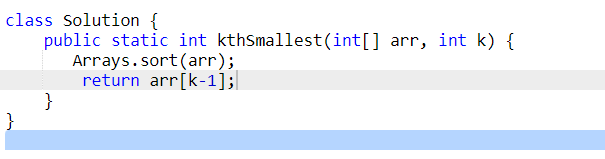 class Solution {
    public static int kthSmallest(int[] arr, int k) {
       Arrays.sort(arr);
        return arr[k-1];
    }
}